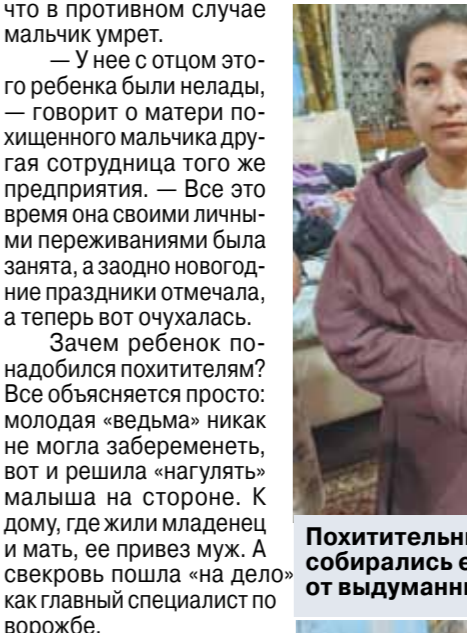 что в противном случае
мальчик умрет.
— У нее с отцом это-
го ребенка были нелады,
— говорит о матери по-
хищенного мальчика дру-
гая сотрудница того же
предприятия. — Все это
время она своими личны-
ми переживаниями была
занята, а заодно новогод-
ние праздники отмечала,
а теперь вот очухалась.
Зачем ребенок по-
надобился похитителям?
Все объясняется просто:
молодая «ведьма» никак
не могла забеременеть,
вот и решила «нагулять»
малыша на стороне. К
дому, где жили младенец
и мать, ее привез муж. А
свекровь пошла «на дело»
как главный специалист по
ворожбе.
Похитительн
собирались е
от выдуманн